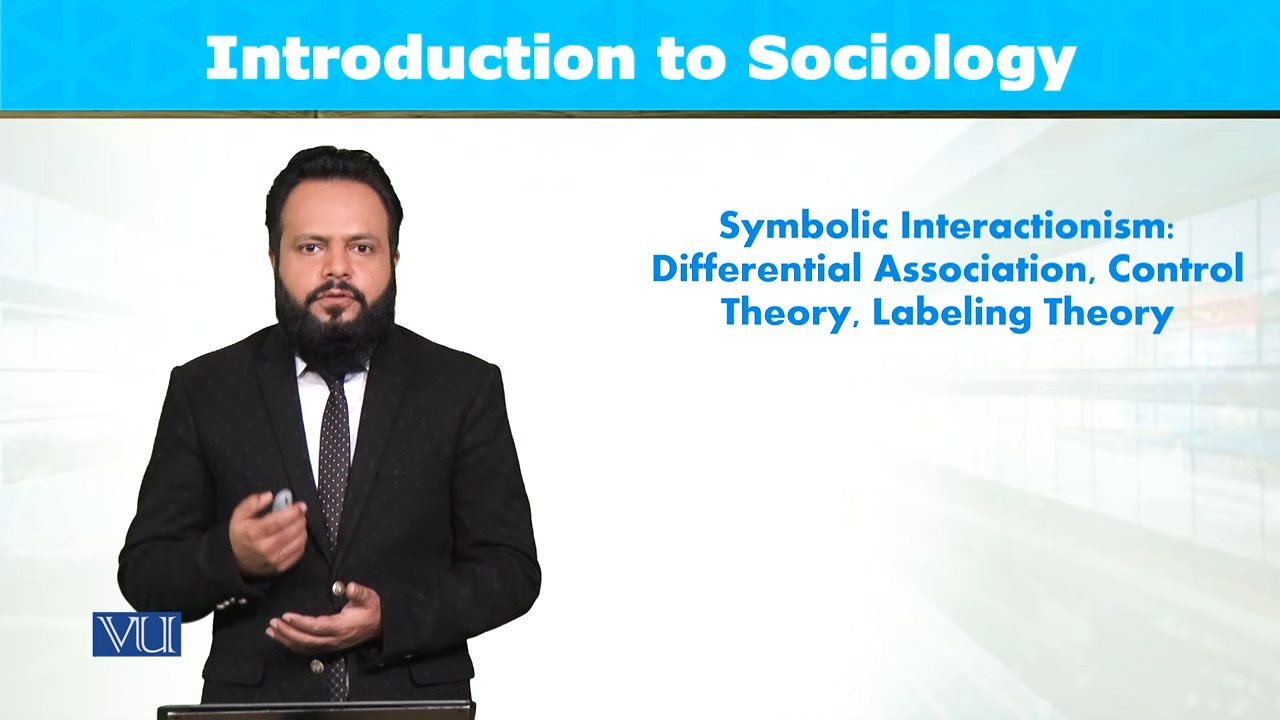 Introduction to Sociology
Symbolic Interactionism:
Differential Association, Control
Theory, Labeling Theory
VU